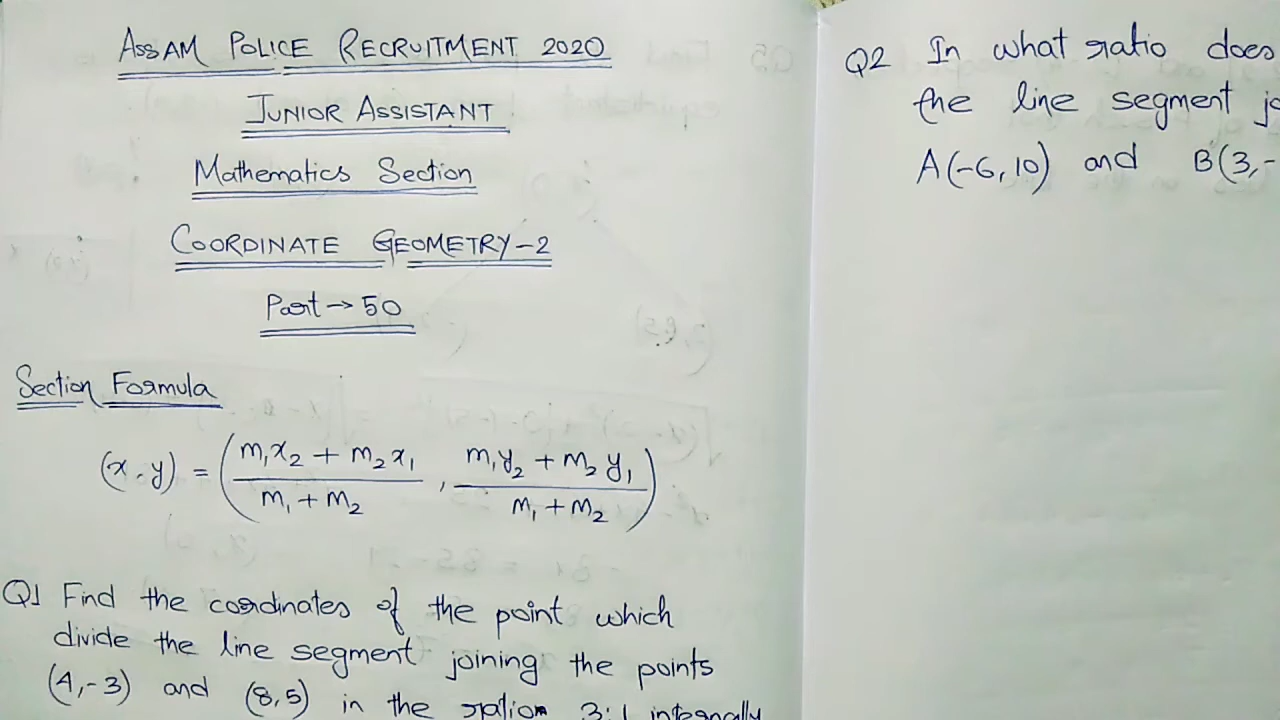 ASSAM POLICE RECRUITMENT 2020
JUNIOR ASSISTANT
Mathematics Section
COORDINATE GEOMETRY-2
Part → 50
Section Formula
(x, y) = ( m₁x₂ + m₂x₁ / m₁ + m₂ , m₁y₂ + m₂y₁ / m₁ + m₂ )
Q1 Find the coordinates of the point which
divide the line segment joining the points
(4,-3) and (8,5) in the ratio 3:1 internally
Q2 In what ratio does
the line segment jo
A(-6,10) and B(3,-